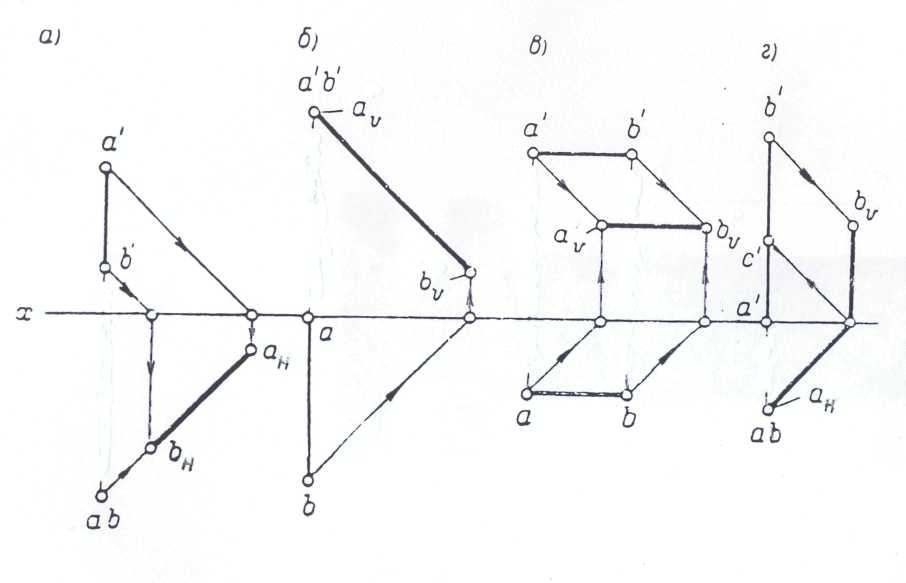 а)
a'
b'
a_H
b_H
ab
x
б)
a'b'
a_v
b_v
a
b
в)
a'
b'
a_v
b_v
a
b
г)
b'
b_v
c'
a'
a_H
ab